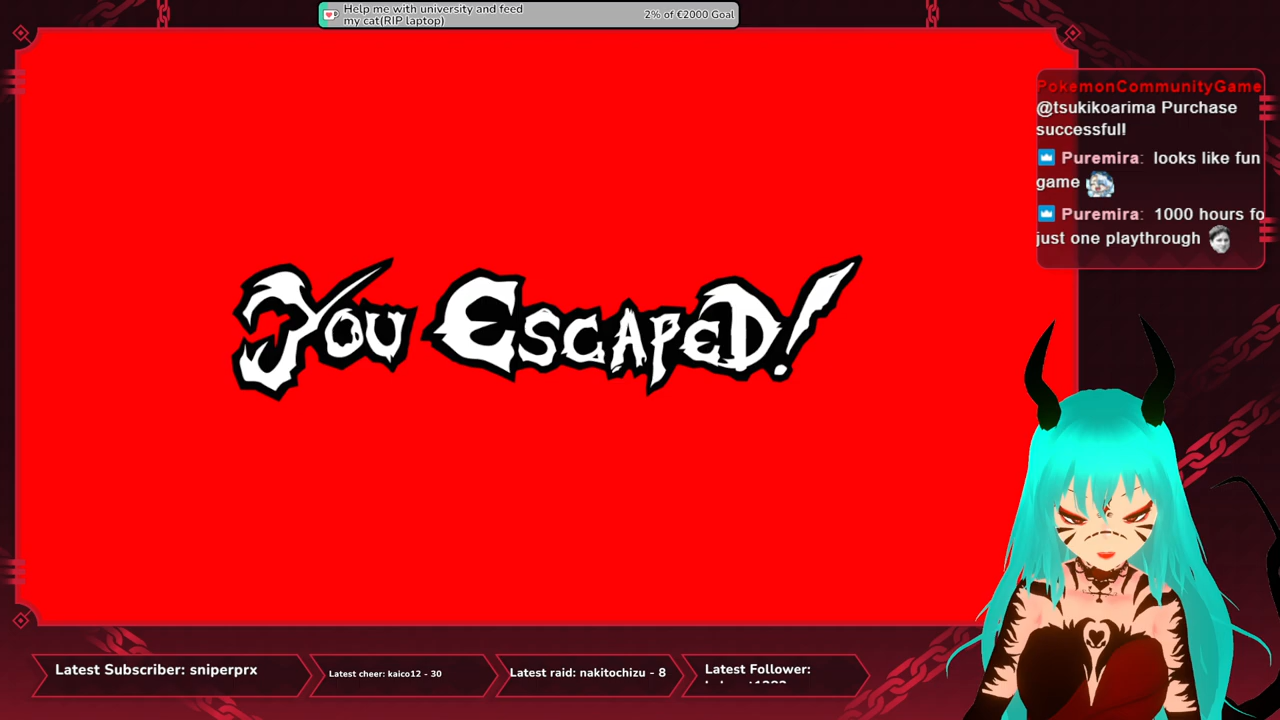 Help me with university and feed
my cat(RIP laptop)
2% of €2000 Goal
PokemonCommunityGame
@tsukikoarima Purchase
successful!
Puremira: looks like fun
game
Puremira: 1000 hours fo
just one playthrough
You Escaped!
Latest Subscriber: sniperprx
Latest cheer: kaico12 - 30
Latest raid: nakitochizu - 8
Latest Follower: